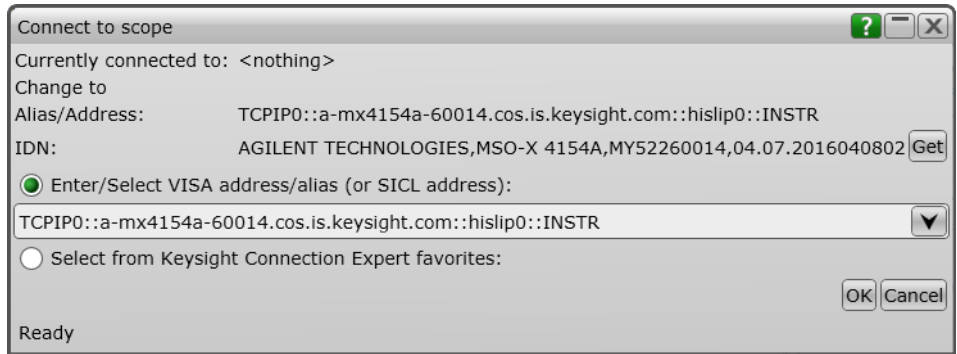 Connect to scope
?
X
Currently connected to: <nothing>
Change to
Alias/Address: TCPIP0::a-mx4154a-60014.cos.is.keysight.com::hislip0::INSTR
IDN: AGILENT TECHNOLOGIES,MSO-X 4154A,MY52260014,04.07.2016040802 Get
Enter/Select VISA address/alias (or SICL address):
TCPIP0::a-mx4154a-60014.cos.is.keysight.com::hislip0::INSTR
Select from Keysight Connection Expert favorites:
OK Cancel
Ready